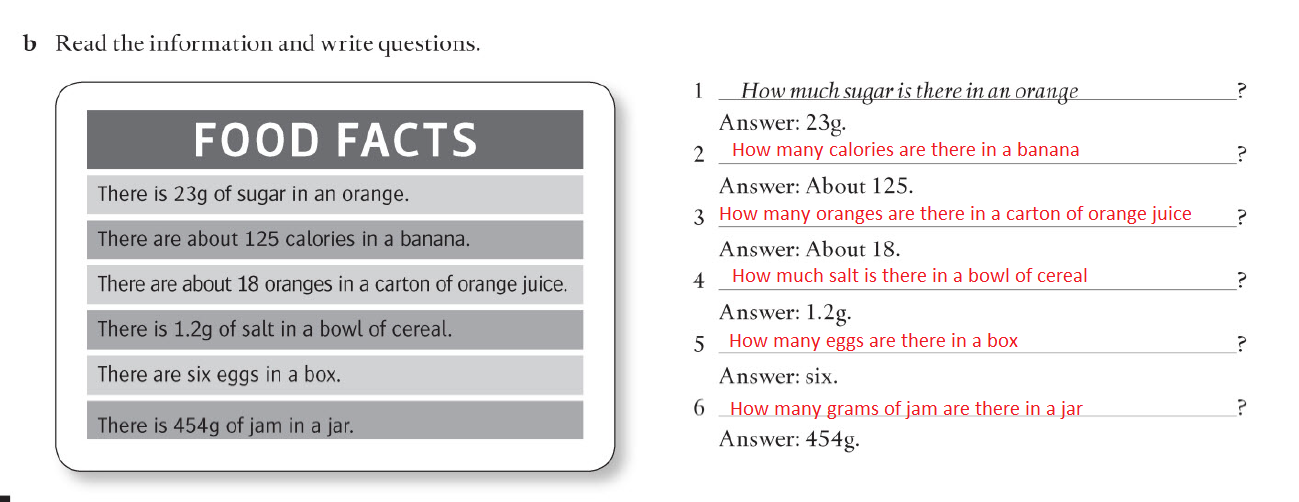 b Read the information and write questions.
FOOD FACTS
There is 23g of sugar in an orange.
There are about 125 calories in a banana.
There are about 18 oranges in a carton of orange juice.
There is 1.2g of salt in a bowl of cereal.
There are six eggs in a box.
There is 454g of jam in a jar.
1 How much sugar is there in an orange ?
Answer: 23g.
2 How many calories are there in a banana ?
Answer: About 125.
3 How many oranges are there in a carton of orange juice ?
Answer: About 18.
4 How much salt is there in a bowl of cereal ?
Answer: 1.2g.
5 How many eggs are there in a box ?
Answer: six.
6 How many grams of jam are there in a jar ?
Answer: 454g.